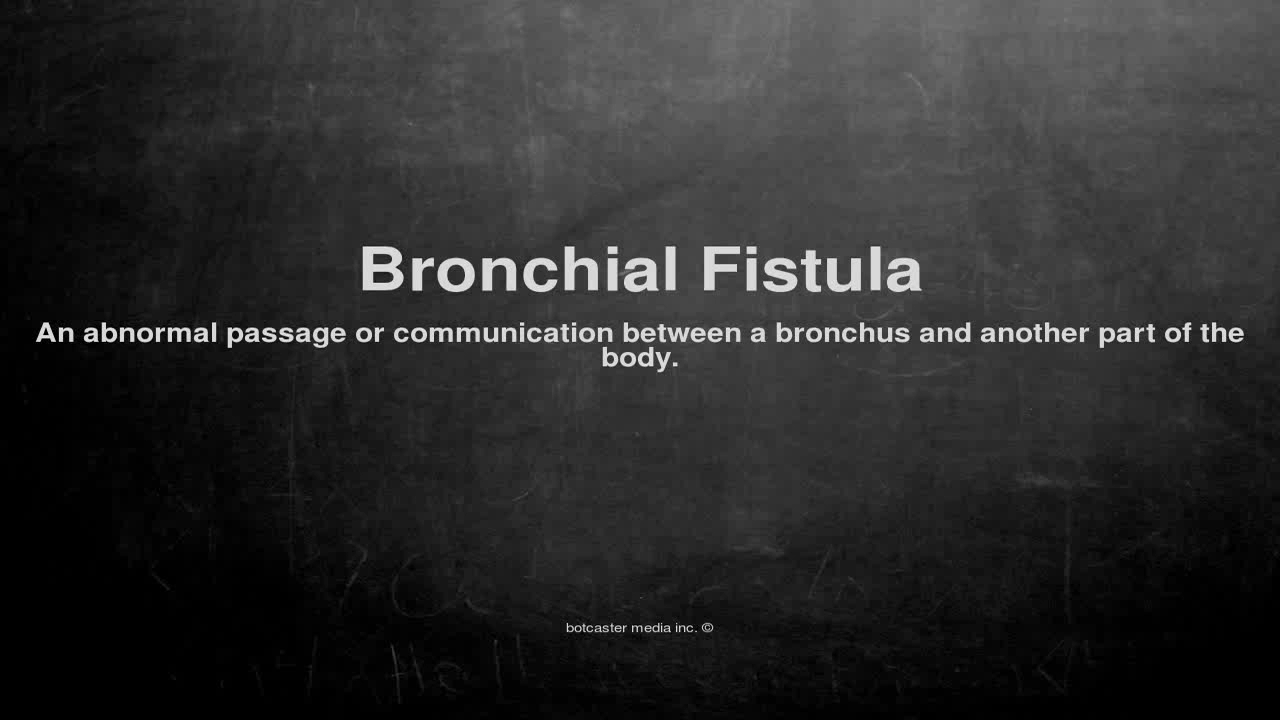 Bronchial Fistula
An abnormal passage or communication between a bronchus and another part of the
body.
botcaster media inc. ©